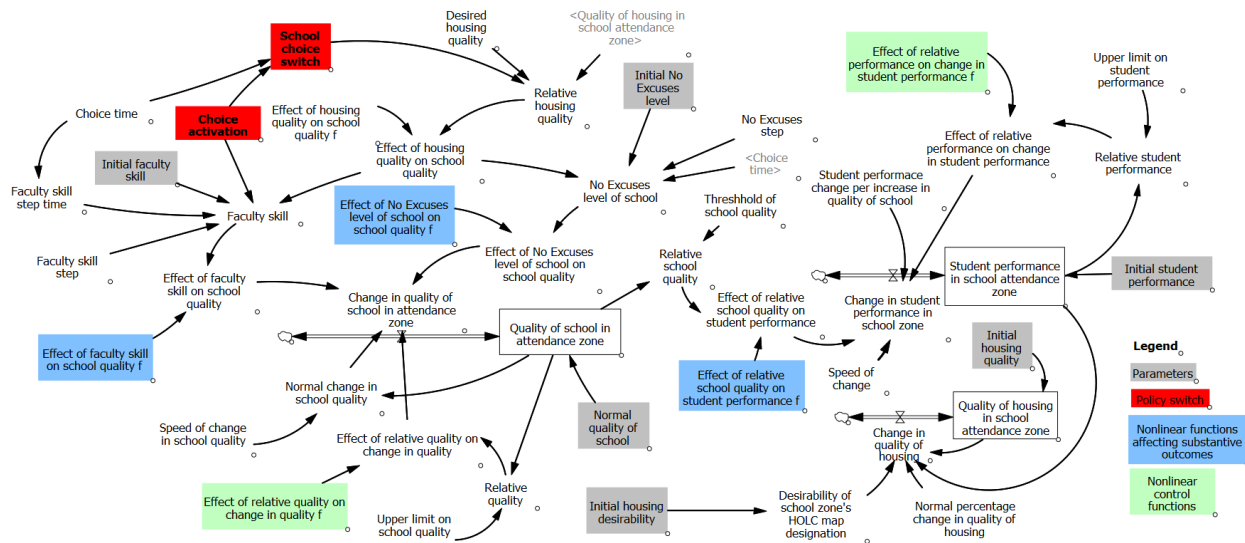 School
choice
switch
Desired
housing
quality
<Quality of housing in
school attendance
zone>
Effect of relative
performance on change in
student performance f
Upper limit on
student
performance
Initial No
Excuses
level
Choice time
Choice
activation
Effect of housing
quality on school
quality f
Relative
housing
quality
No Excuses
step
Effect of relative
performance on change
in student performance
Relative student
performance
Initial faculty
skill
Effect of housing
quality on school
quality
<Choice
time>
No Excuses
level of school
Student performace
change per increase in
quality of school
Faculty skill
step time
Faculty skill
Effect of No Excuses
level of school on
school quality f
Threshhold of
of school quality
Faculty skill
step
Effect of faculty
skill on school
quality
Effect of No Excuses
level of school on
school quality
Relative
school
quality
Student performance
in school attendance
zone
Initial student
performance
Change in quality of
school in attendance
zone
Effect of relative
school quality on
student performance
Change in student
performance in
school zone
Quality of school in
attendance zone
Initial
housing
quality
Effect of faculty skill
on school quality f
Effect of relative
school quality on
student performance f
Speed of
change
Legend
Parameters
Policy switch
Nonlinear functions
affecting substantive
outcomes
Nonlinear
control
functions
Normal change in
school quality
Normal
quality of
school
Quality of housing
in school
attendance zone
Speed of change
in school quality
Effect of relative quality on
change in quality
Change in
quality of
housing
Effect of relative quality on
change in quality f
Relative
quality
Upper limit on
school quality
Initial housing
desirability
Desirability of
school zone's
HOLC map
designation
Normal percentage
change in quality of
housing